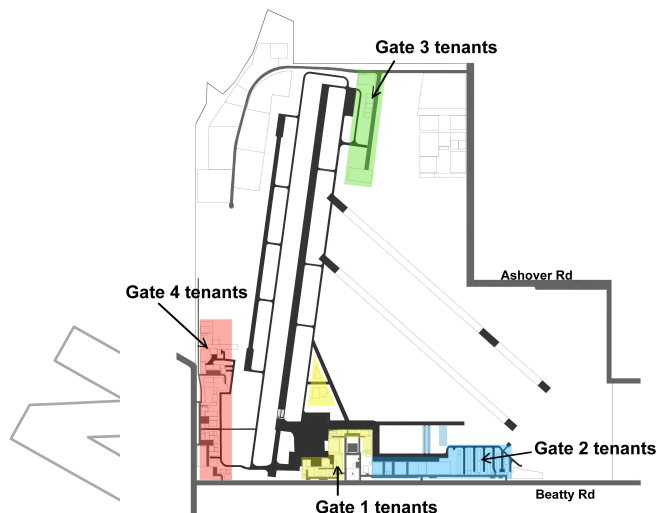 Gate 3 tenants
Ashover Rd
Gate 4 tenants
Gate 2 tenants
Beatty Rd
Gate 1 tenants